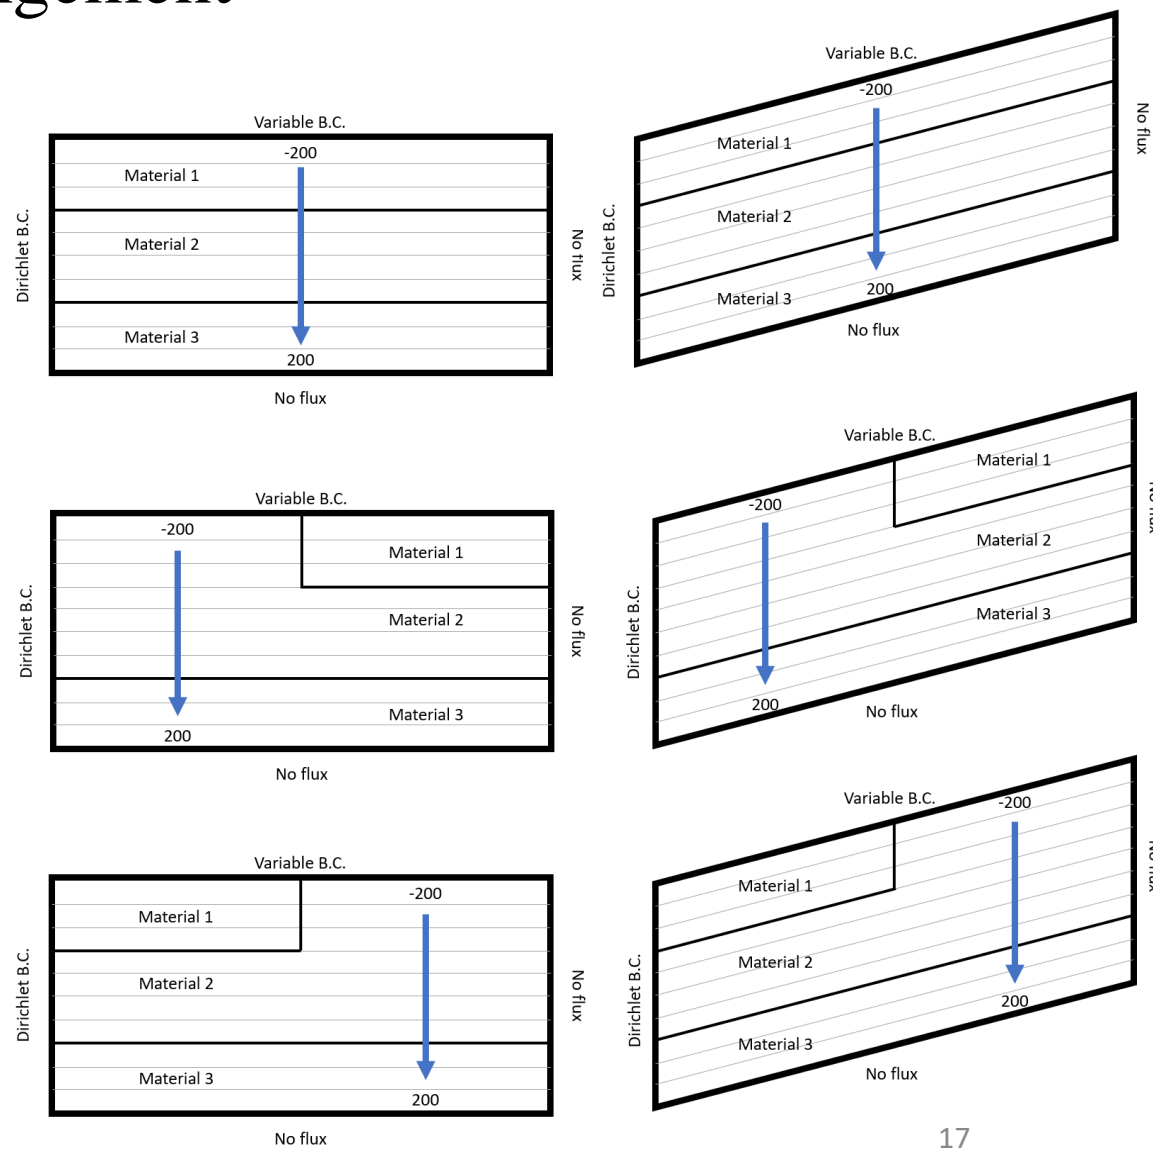 Variable B.C.
-200
Material 1
Material 2
Material 3
200
Dirichlet B.C.
No flux
No flux
Variable B.C.
-200
Material 1
Material 2
Material 3
200
Dirichlet B.C.
No flux
No flux
Variable B.C.
-200
Material 1
Material 2
Material 3
200
Dirichlet B.C.
No flux
No flux
Variable B.C.
-200
Material 1
Material 2
Material 3
200
Dirichlet B.C.
No flux
No flux
Variable B.C.
-200
Material 1
Material 2
Material 3
200
Dirichlet B.C.
No flux
No flux
Variable B.C.
-200
Material 1
Material 2
Material 3
200
Dirichlet B.C.
No flux
No flux
17